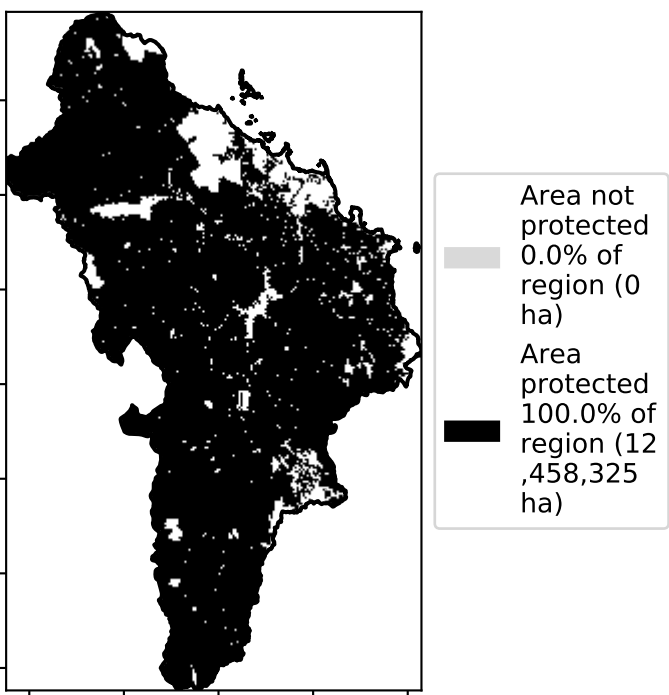 Area not
protected
0.0% of
region (0
ha)
Area
protected
100.0% of
region (12
,458,325
ha)